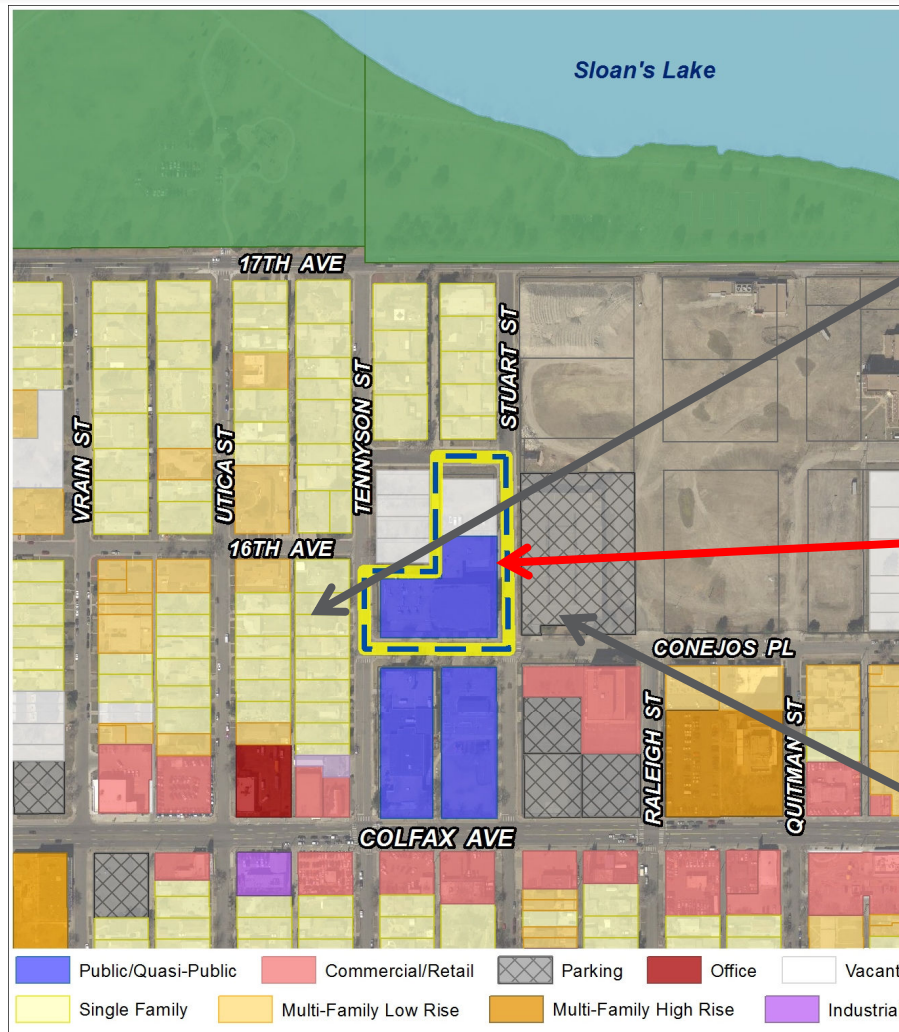 Sloan's Lake
17TH AVE
VRAIN ST
UTICA ST
TENNYSON ST
STUART ST
16TH AVE
CONEJOS PL
RALEIGH ST
QUITMAN ST
COLFAX AVE
Public/Quasi-Public
Commercial/Retail
Parking
Office
Vacant
Single Family
Multi-Family Low Rise
Multi-Family High Rise
Industrial